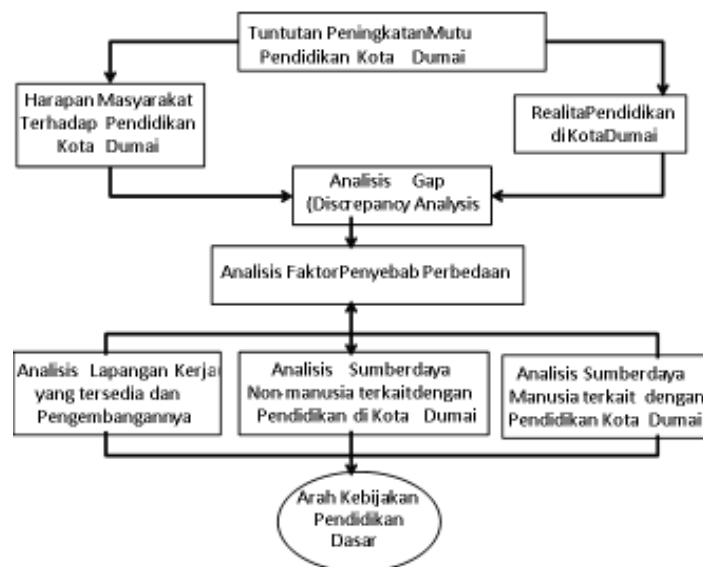 Tuntutan PeningkatanMutu
Pendidikan Kota Dumai
Harapan Masyarakat
Terhadap Pendidikan
Kota Dumai
RealitaPendidikan
di KotaDumai
Analisis Gap
(Discrepancy Analysis
Analisis FaktorPenyebab Perbedaan
Analisis Lapangan Kerja
yang tersedia dan
Pengembangannya
Analisis Sumberdaya
Non-manusia terkaitdengan
Pendidikan di Kota Dumai
Analisis Sumberdaya
Manusia terkait dengan
Pendidikan Kota Dumai
Arah Kebijakan
Pendidikan
Dasar